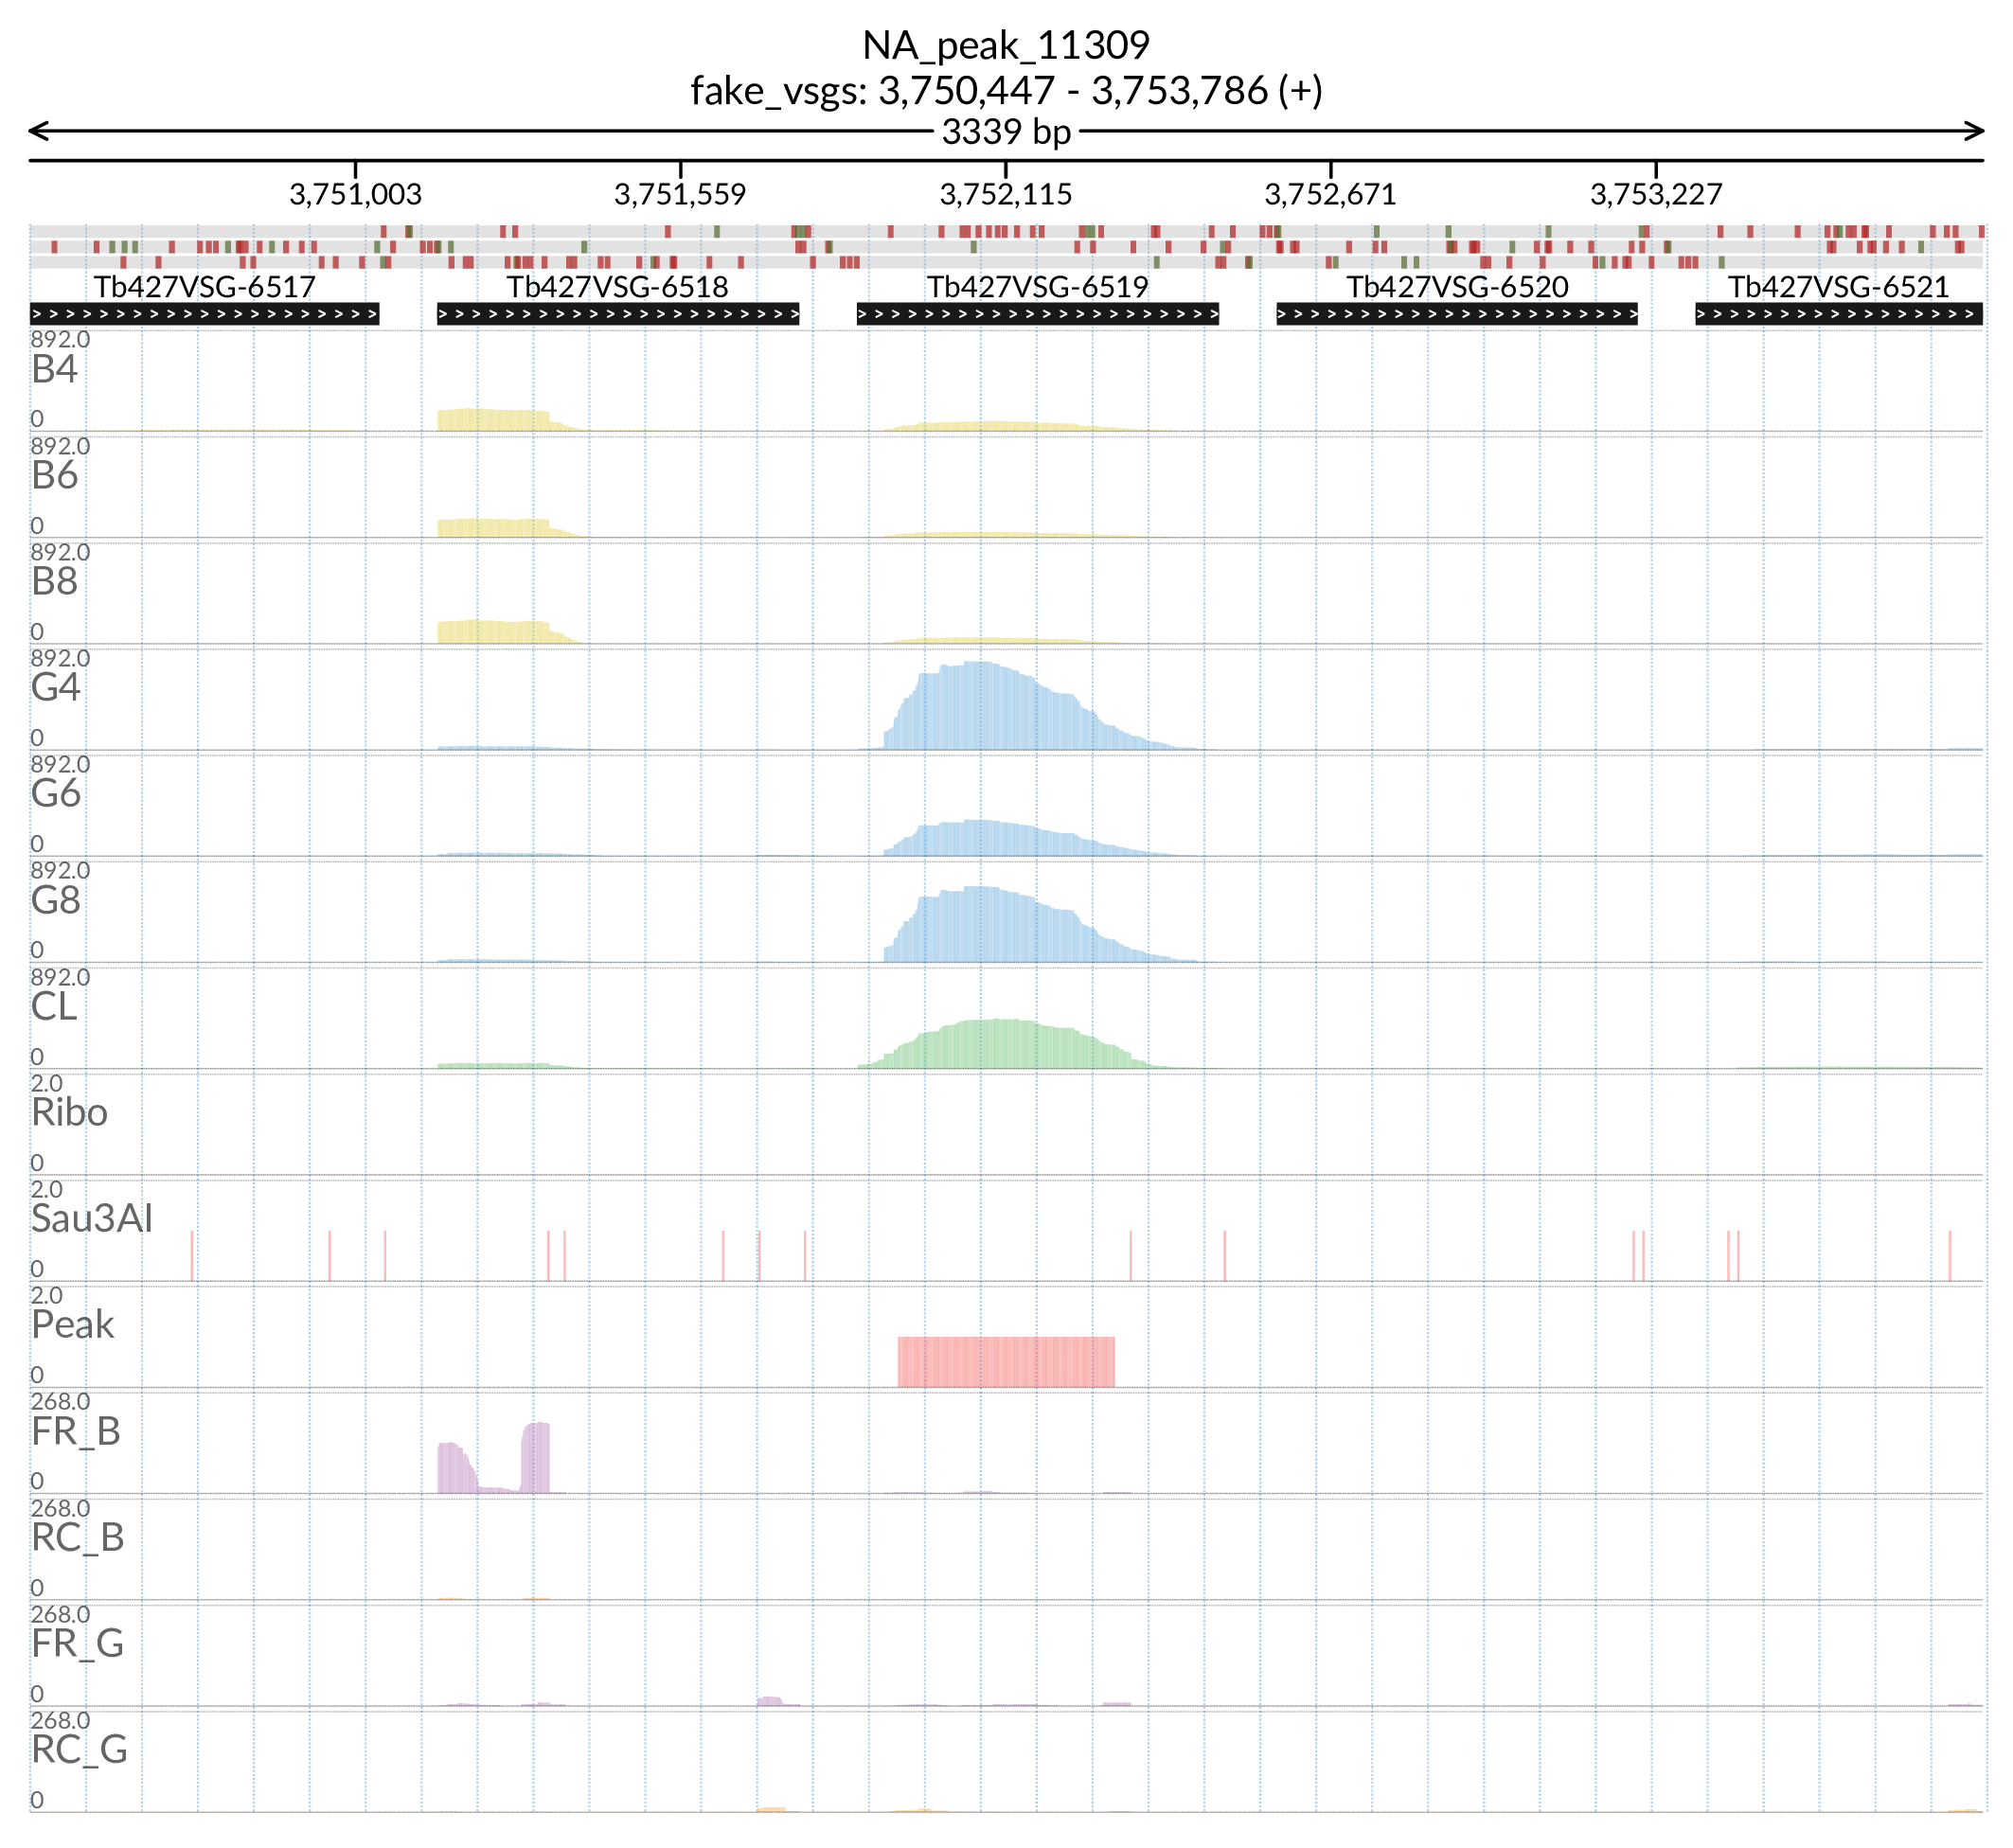 NA_peak_11309
fake_vsgs: 3,750,447 - 3,753,786 (+)
3339 bp
3,751,003 3,751,559 3,752,115 3,752,671 3,753,227
Tb427VSG-6517 Tb427VSG-6518 Tb427VSG-6519 Tb427VSG-6520 Tb427VSG-6521
892.0
B4
0
892.0
B6
0
892.0
B8
0
892.0
G4
0
892.0
G6
0
892.0
G8
0
892.0
CL
0
2.0
Ribo
0
2.0
Sau3AI
0
2.0
Peak
0
268.0
FR_B
0
268.0
RC_B
0
268.0
FR_G
0
268.0
RC_G
0